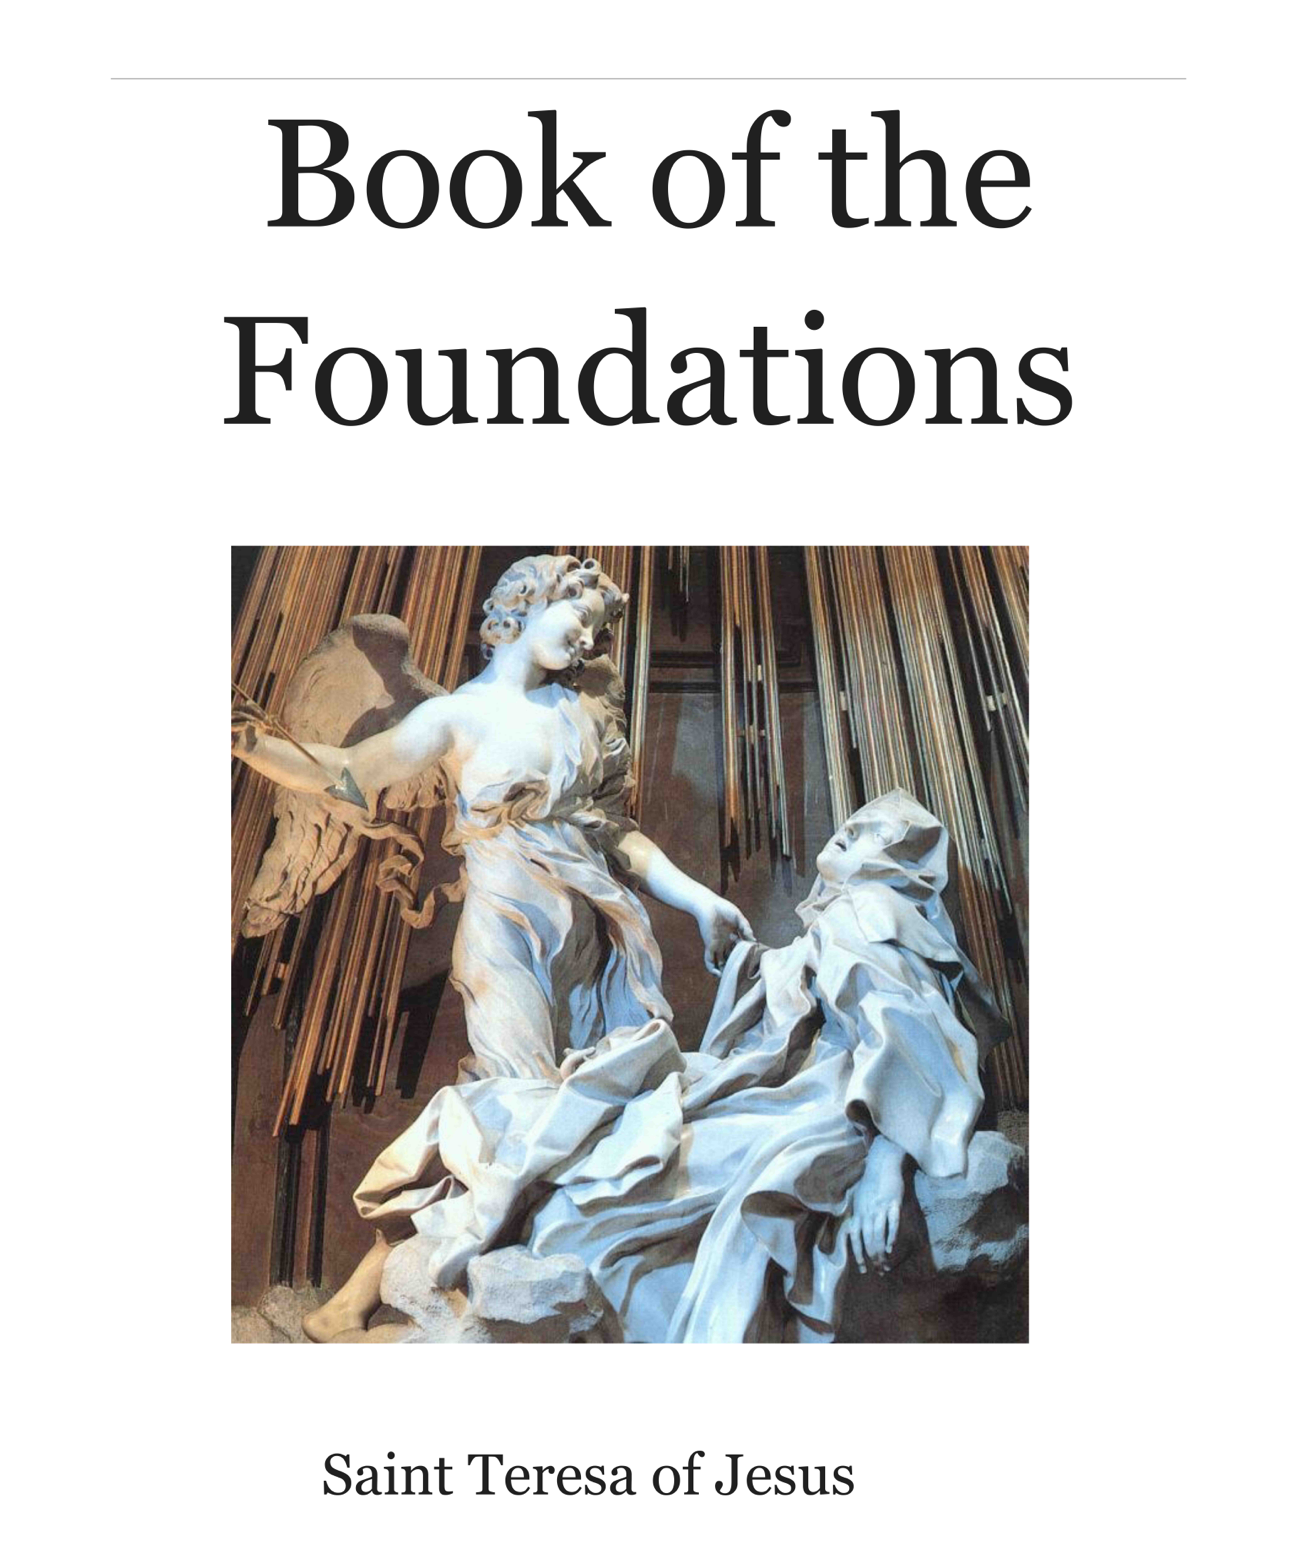 Book of the
Foundations
Saint Teresa of Jesus